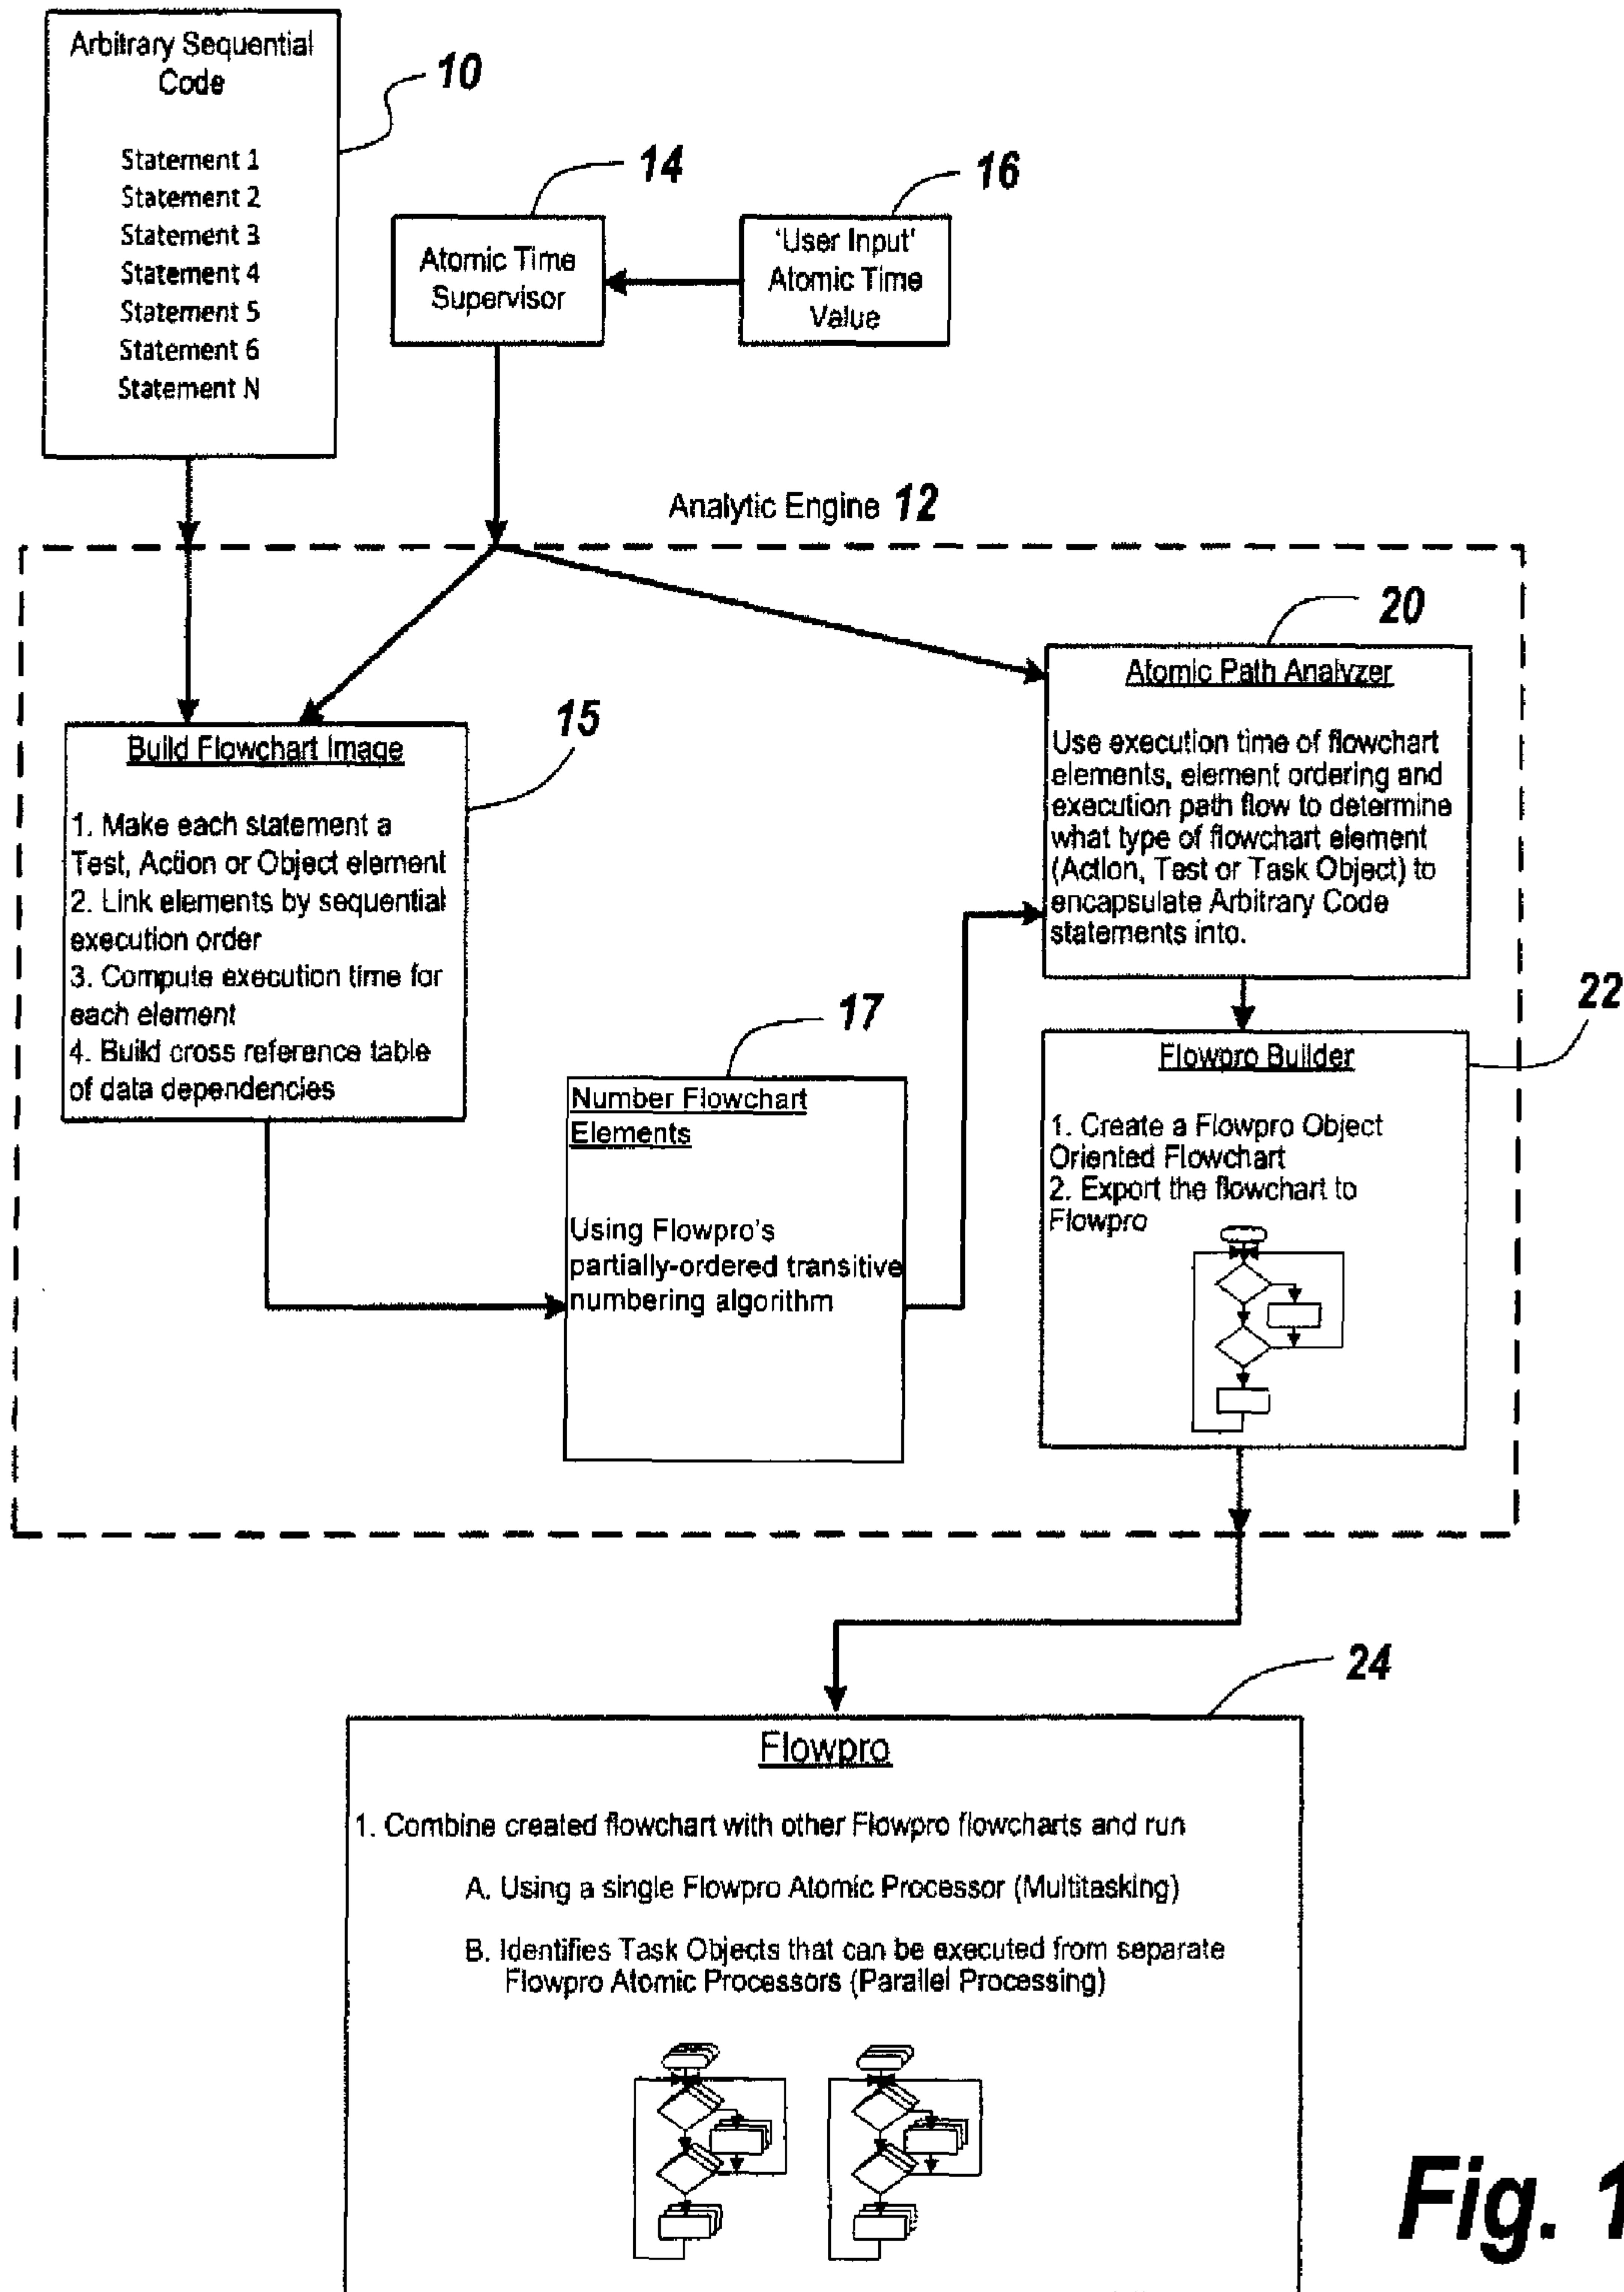 Arbitrary Sequential
Code
10
Statement 1
Statement 2
Statement 3
Statement 4
Statement 5
Statement 6
Statement N
14
Atomic Time
Supervisor
16
'User Input'
Atomic Time
Value
Analytic Engine 12
15
Build Flowchart Image
1. Make each statement a
Test, Action or Object element
2. Link elements by sequential
execution order
3. Compute execution time for
each element
4. Build cross reference table
of data dependencies
17
Number Flowchart
Elements
Using Flowpro's
partially-ordered transitive
numbering algorithm
20
Atomic Path Analyzer
Use execution time of flowchart
elements, element ordering and
execution path flow to determine
what type of flowchart element
(Action, Test or Task Object) to
encapsulate Arbitrary Code
statements into.
22
Flowpro Builder
1. Create a Flowpro Object
Oriented Flowchart
2. Export the flowchart to
Flowpro
24
Flowpro
1. Combine created flowchart with other Flowpro flowcharts and run
A. Using a single Flowpro Atomic Processor (Multitasking)
B. Identifies Task Objects that can be executed from separate
Flowpro Atomic Processors (Parallel Processing)
Fig. 1